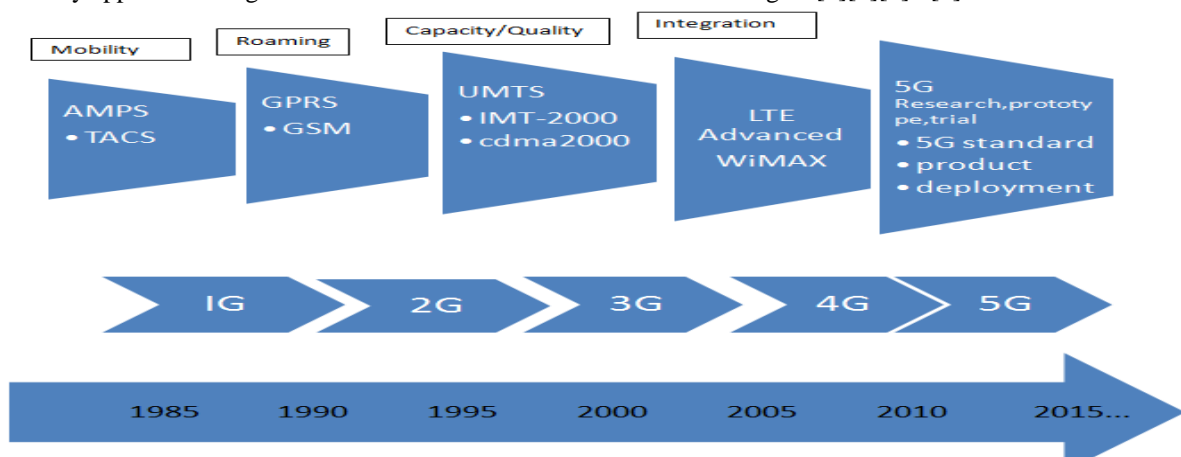 Mobility
Roaming
Capacity/Quality
Integration
AMPS
• TACS
GPRS
• GSM
UMTS
• IMT-2000
• cdma2000
LTE
Advanced
WiMAX
5G
Research,prototy
pe,trial
• 5G standard
• product
• deployment
IG 2G 3G 4G 5G
1985 1990 1995 2000 2005 2010 2015...